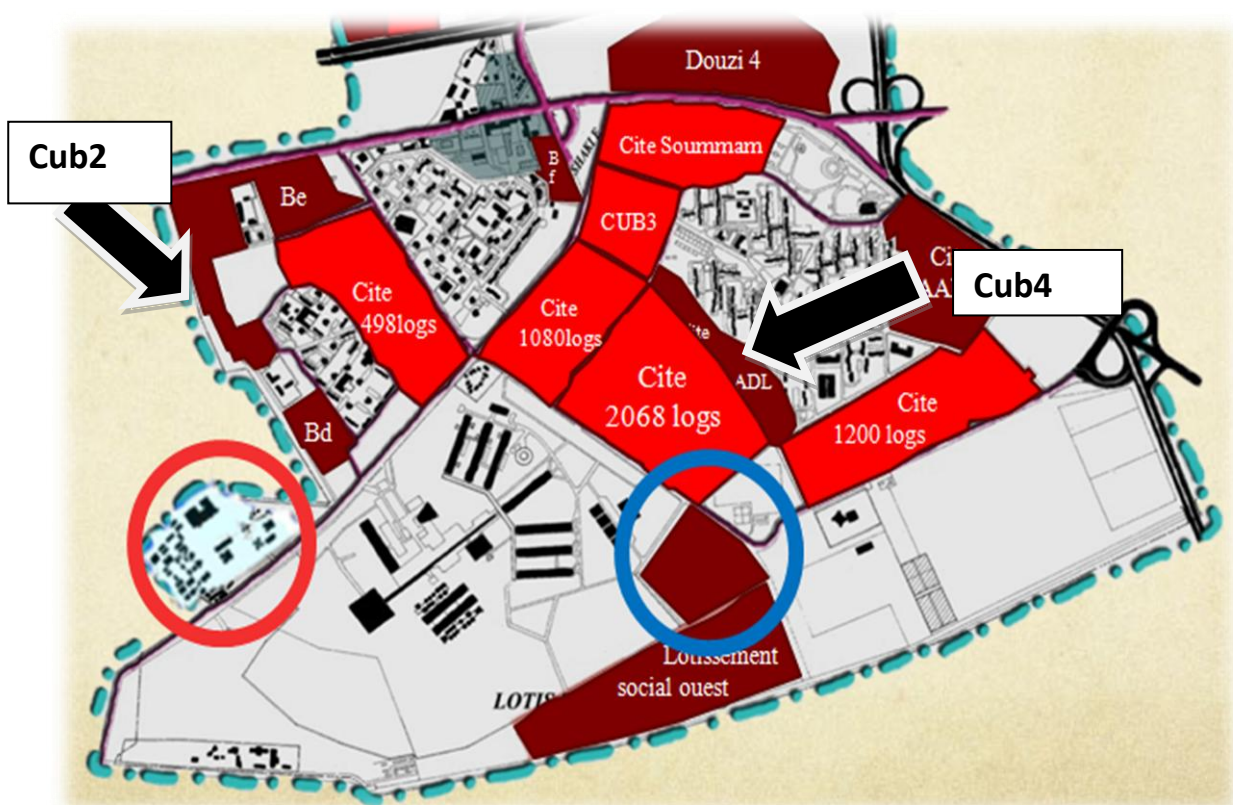 Douzi 4
Cub2
Cite Soummam
B
f
SHAKLE
Be
CUB3
Cub4
Cite
498logs
Cite
1080logs
Cite
2068 logs
ADL
Cite
1200 logs
Bd
Lotissement
social ouest